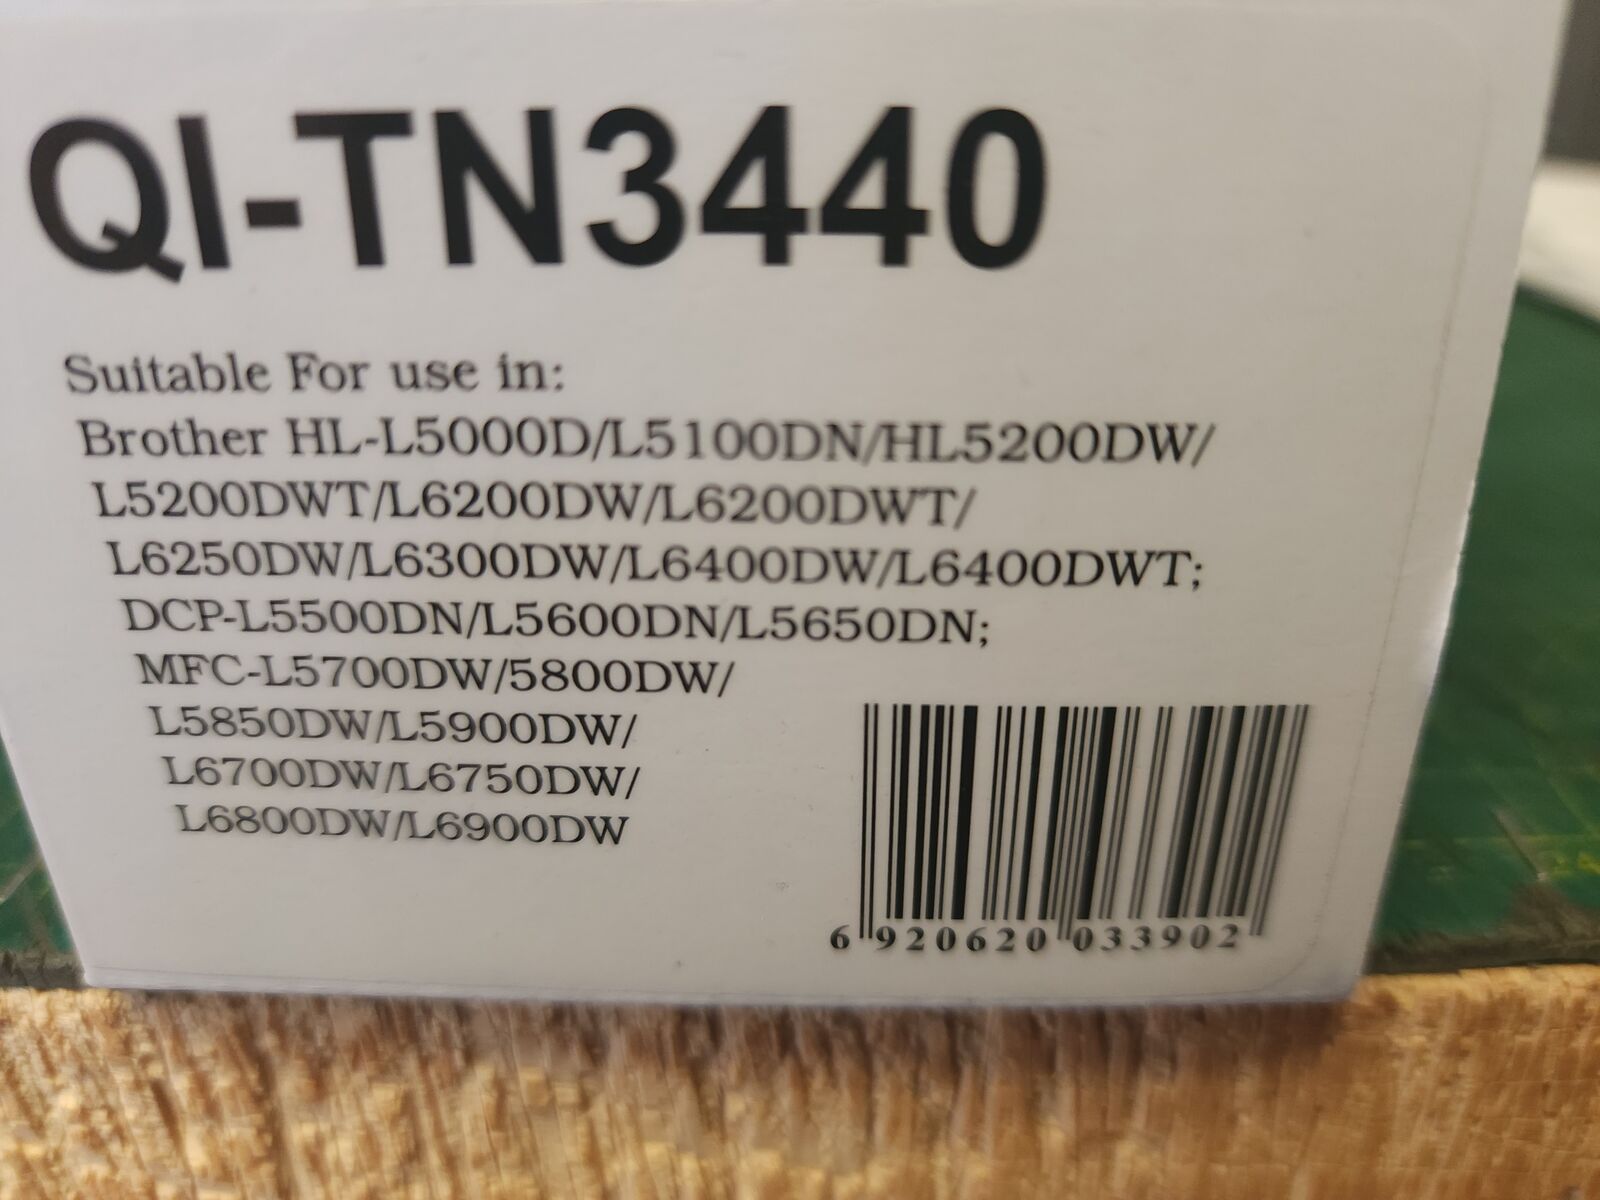 QI-TN3440
Suitable For use in:
Brother HL-L5000D/L5100DN/HL5200DW/
L5200DWT/L6200DW/L6200DWT/
L6250DW/L6300DW/L6400DW/L6400DWT;
DCP-L5500DN/L5600DN/L5650DN;
MFC-L5700DW/5800DW/
L5850DW/L5900DW/
L6700DW/L6750DW/
L6800DW/L6900DW
6 920620 033902